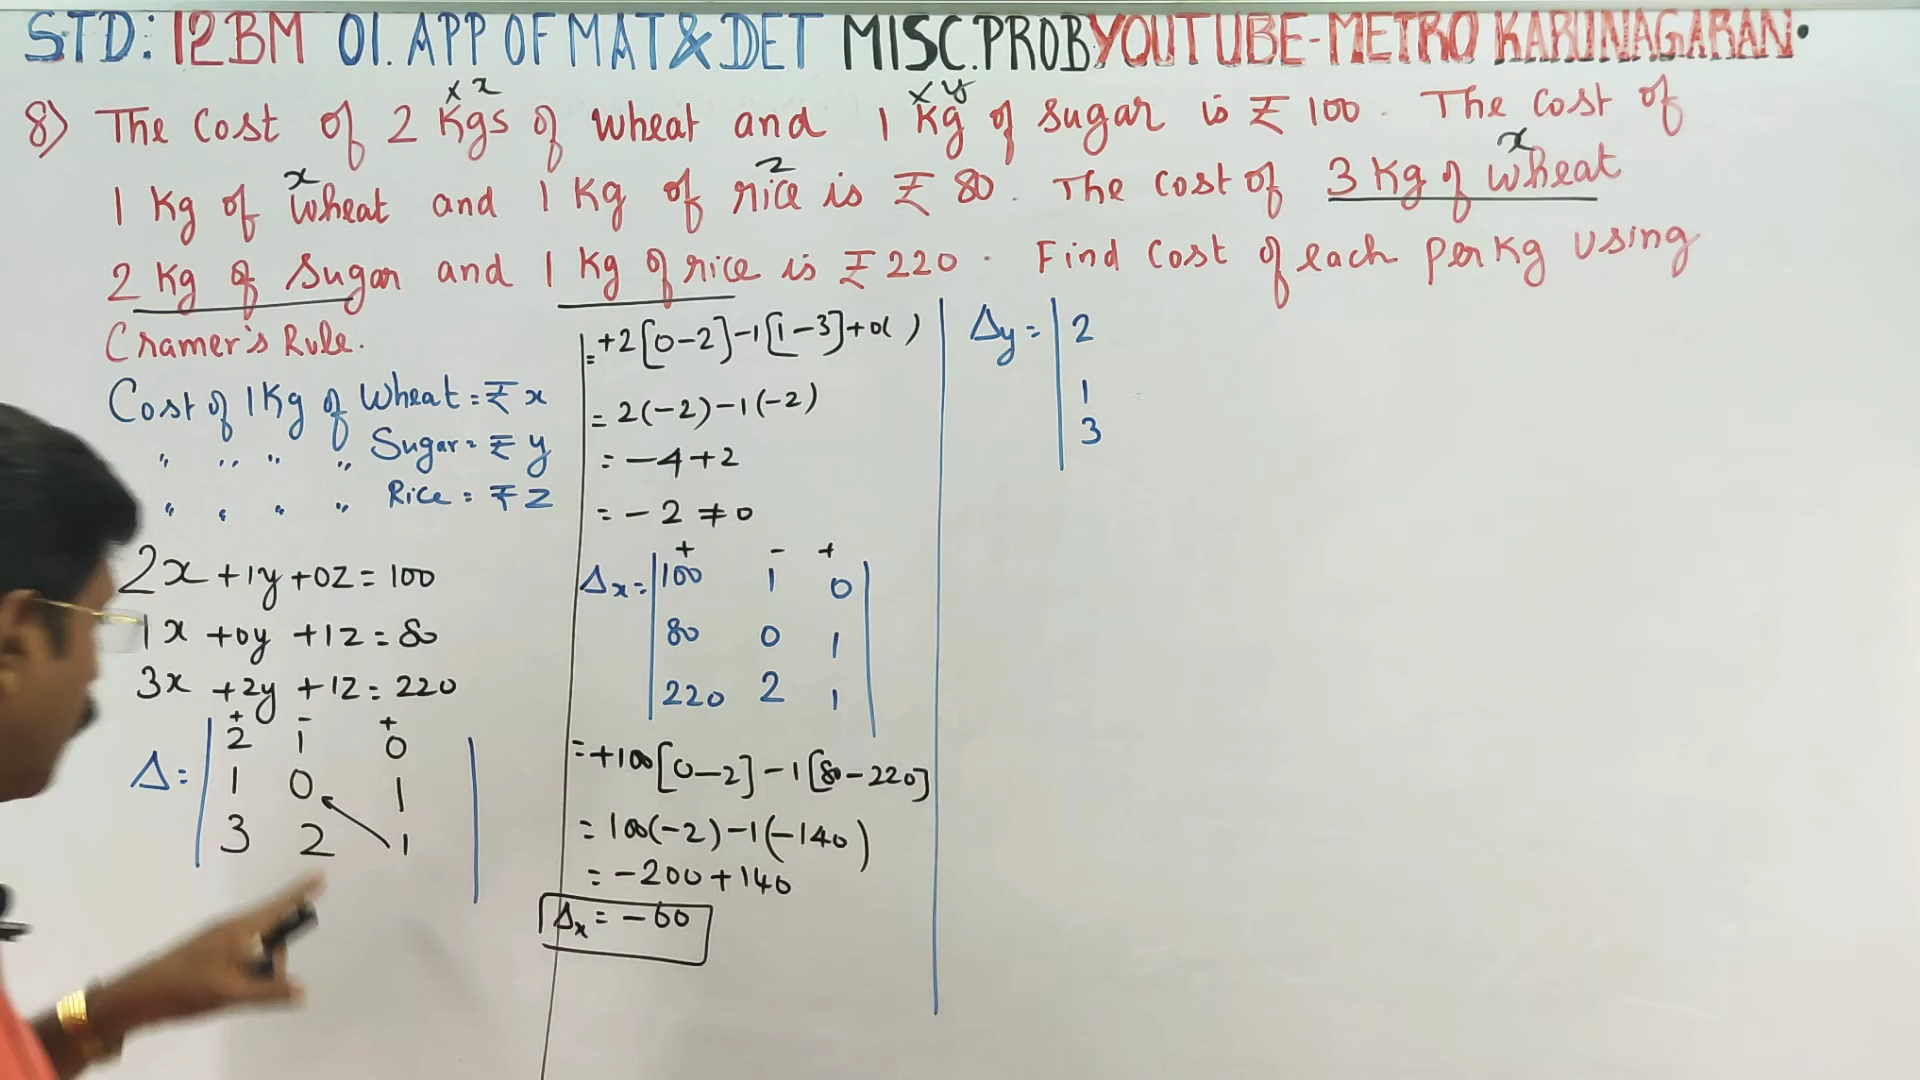 STD: 12BM 01. APP OF MAT & DET MISC. PROB YOUTUBE-METRO KARUNAGARAN.
x x x y
8) The Cost of 2 Kgs of wheat and 1 Kg of sugar is ₹ 100. The Cost of
x z x
1 Kg of wheat and 1 Kg of rice is ₹ 80. The Cost of 3 Kg of wheat
2 Kg of Sugar and 1 Kg of rice is ₹ 220. Find Cost of each per Kg using
Cramer's Rule.
Cost of 1 Kg of Wheat = ₹ x
" " " " Sugar = ₹ y
" " " " Rice = ₹ z
2x + 1y + 0z = 100
1x + 0y + 1z = 80
3x + 2y + 1z = 220
+ - +
Δ = | 2 1 0 |
1 0 1
3 2 1
= +2[0-2] -1[1-3] + 0( )
= 2(-2) -1(-2)
= -4 + 2
= -2 ≠ 0
+ - +
Δx = | 100 1 0 |
80 0 1
220 2 1
= +100[0-2] -1[80-220]
= 100(-2) -1(-140)
= -200 + 140
Δx = -60
Δy = | 2
1
3